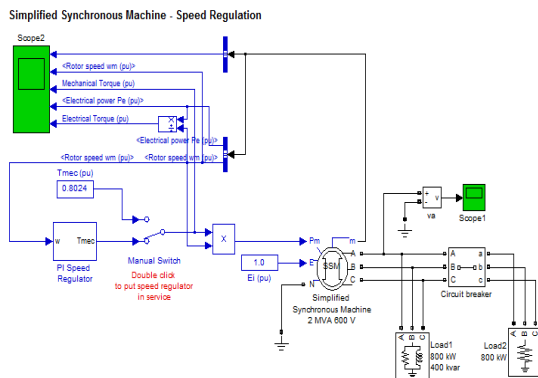 Simplified Synchronous Machine - Speed Regulation
Scope2
<Rotor speed wm (pu)>
Mechanical Torque (pu)
<Electrical power Pe (pu)>
Electrical Torque (pu)
×
÷
<Electrical power Pe (pu)>
<Rotor speed wm (pu)> <Rotor speed wm (pu)>
Tmec (pu)
0.8024
w Tmec
PI Speed
Regulator
Manual Switch
Double click
to put speed regulator
in service
X
1.0
Ei (pu)
Pm m
E
N
SSM
A
B
C
Simplified
Synchronous Machine
2 MVA 600 V
+ v
-
va
Scope1
A a
B b
C c
Circuit breaker
A B C
Load1
800 kW
400 kvar
A B C
Load2
800 kW